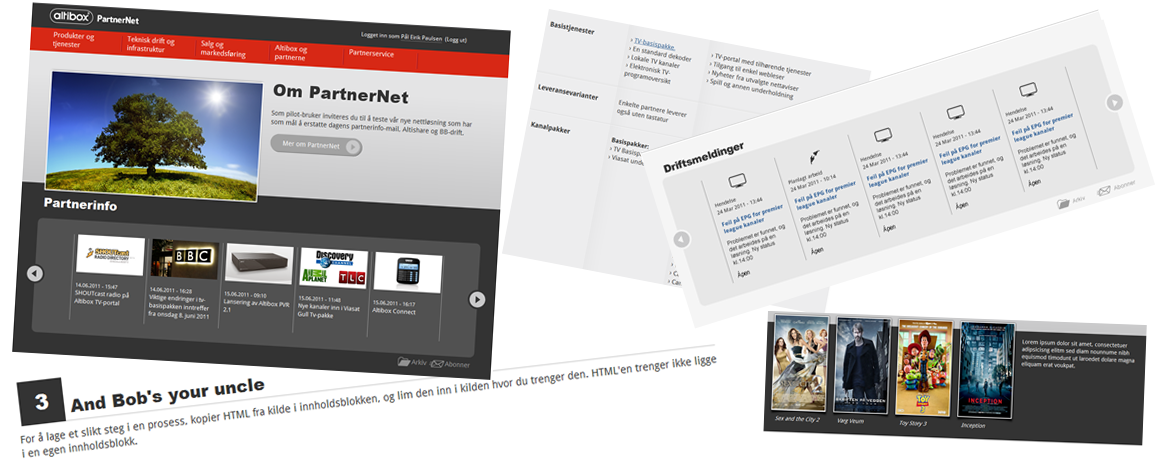 altibox PartnerNet
Logget inn som Pål Eirik Paulsen (Logg ut)
Produkter og
tjenester
Teknisk drift og
infrastruktur
Salg og
markedsføring
Altibox og
partnerne
Partnerservice
Om PartnerNet
Som pilot-bruker inviteres du til å teste vår nye nettløsning som har
som mål å erstatte dagens partnerinfo-mail, Altishare og BB-drift.
Mer om PartnerNet
Partnerinfo
SHOUTcast
RADIO DIRECTORY
14.06.2011 - 15:47
SHOUTcast radio på
Altibox TV-portal
BBC
14.06.2011 - 16:28
Viktige endringer i tv-
basispakken inntreffer
fra onsdag 8. juni 2011
15.06.2011 - 09:10
Lansering av Altibox PVR
2.1
Discovery
CHANNEL
ANIMAL
PLANET
TLC
15.06.2011 - 11:48
Nye kanaler inn i Viasat
Gull Tv-pakke
15.06.2011 - 16:17
Altibox Connect
Arkiv
Abonner
Basistjenester
› TV-basispakke.
› En standard dekoder
› Lokale TV kanaler
› Elektronisk TV-
programoversikt
› TV-portal med tilhørende tjenester
› Tilgang til enkel webleser
› Nyheter fra utvalgte nettaviser
› Spill og annen underholdning
Leveransevarianter
Enkelte partnere leverer
også uten tastatur
Kanalpakker
Basispakker:
› TV Basisp
› Viasat unde
Driftsmeldinger
Hendelse
24 Mar 2011 - 13:44
Feil på EPG for premier
league kanaler
Problemet er funnet, og
det arbeides på en
løsning. Ny status
kl.14:00
Åpen
Planlagt arbeid
24 Mar 2011 - 10:14
Feil på EPG for premier
league kanaler
Problemet er funnet, og
det arbeides på en
løsning. Ny status
kl.14:00
Åpen
Hendelse
24 Mar 2011 - 13:44
Feil på EPG for premier
league kanaler
Problemet er funnet, og
det arbeides på en
løsning. Ny status
kl.14:00
Åpen
Hendelse
24 Mar 2011 - 13:44
Feil på EPG for premier
league kanaler
Problemet er funnet, og
det arbeides på en
løsning. Ny status
kl.14:00
Åpen
Hendelse
24 Mar 2011 - 13:44
Feil på EPG for premier
league kanaler
Problemet er funnet, og
det arbeides på en
løsning. Ny status
kl.14:00
Åpen
Arkiv
Abonner
TOY
STORY
3
INCEPTION
Sex and the City 2
Varg Veum
Toy Story 3
Inception
Lorem ipsum dolor sit amet, consectetuer
adipiscing elitm sed diam nounnume nibh
equismod timidunt ut laroedet dolare magna
eliquam erat voukpat.
3
And Bob's your uncle
For å lage et slikt steg i en prosess, kopier HTML fra kilde i innholdsblokken, og lim den inn i kilden hvor du trenger den. HTML'en trenger ikke ligge
i en egen innholdsblokk.